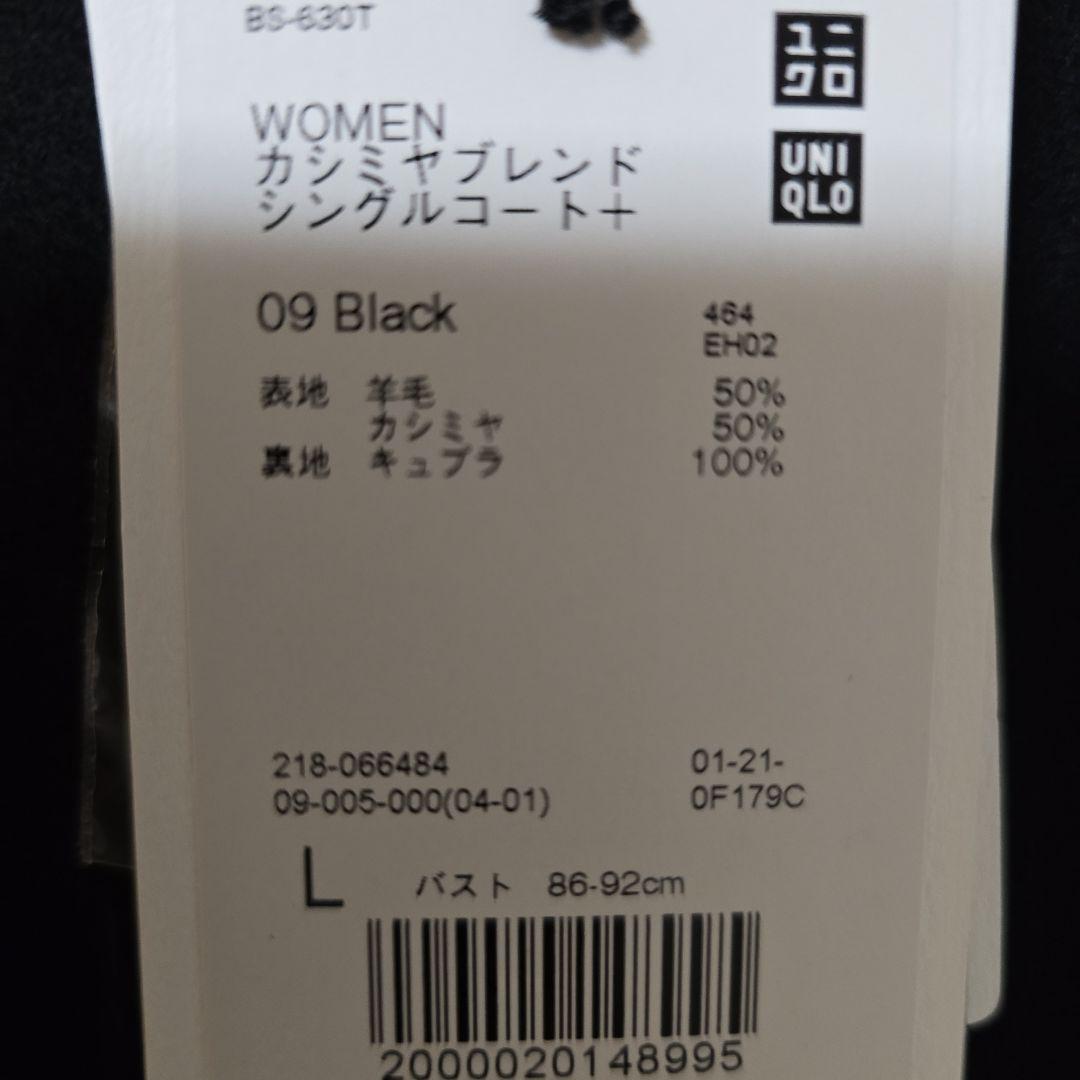 BS-630T
ユニ
クロ
UNI
QLO
WOMEN
カシミヤブレンド
シングルコート＋
09 Black
464
EH02
表地 羊毛 50%
カシミヤ 50%
裏地 キュプラ 100%
218-066484
09-005-000(04-01)
01-21-
0F179C
L バスト 86-92cm
2000020148995